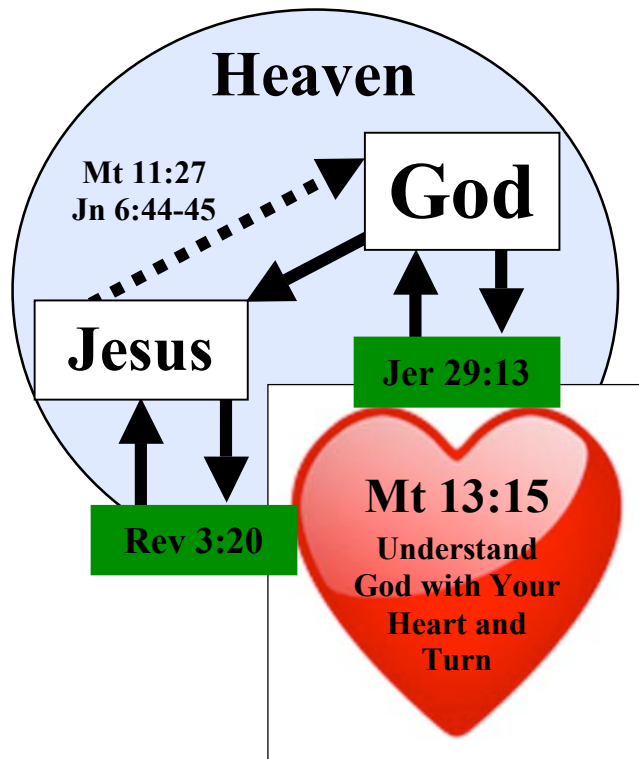 Heaven
Mt 11:27
Jn 6:44-45
God
Jesus
Jer 29:13
Rev 3:20
Mt 13:15
Understand
God with Your
Heart and
Turn